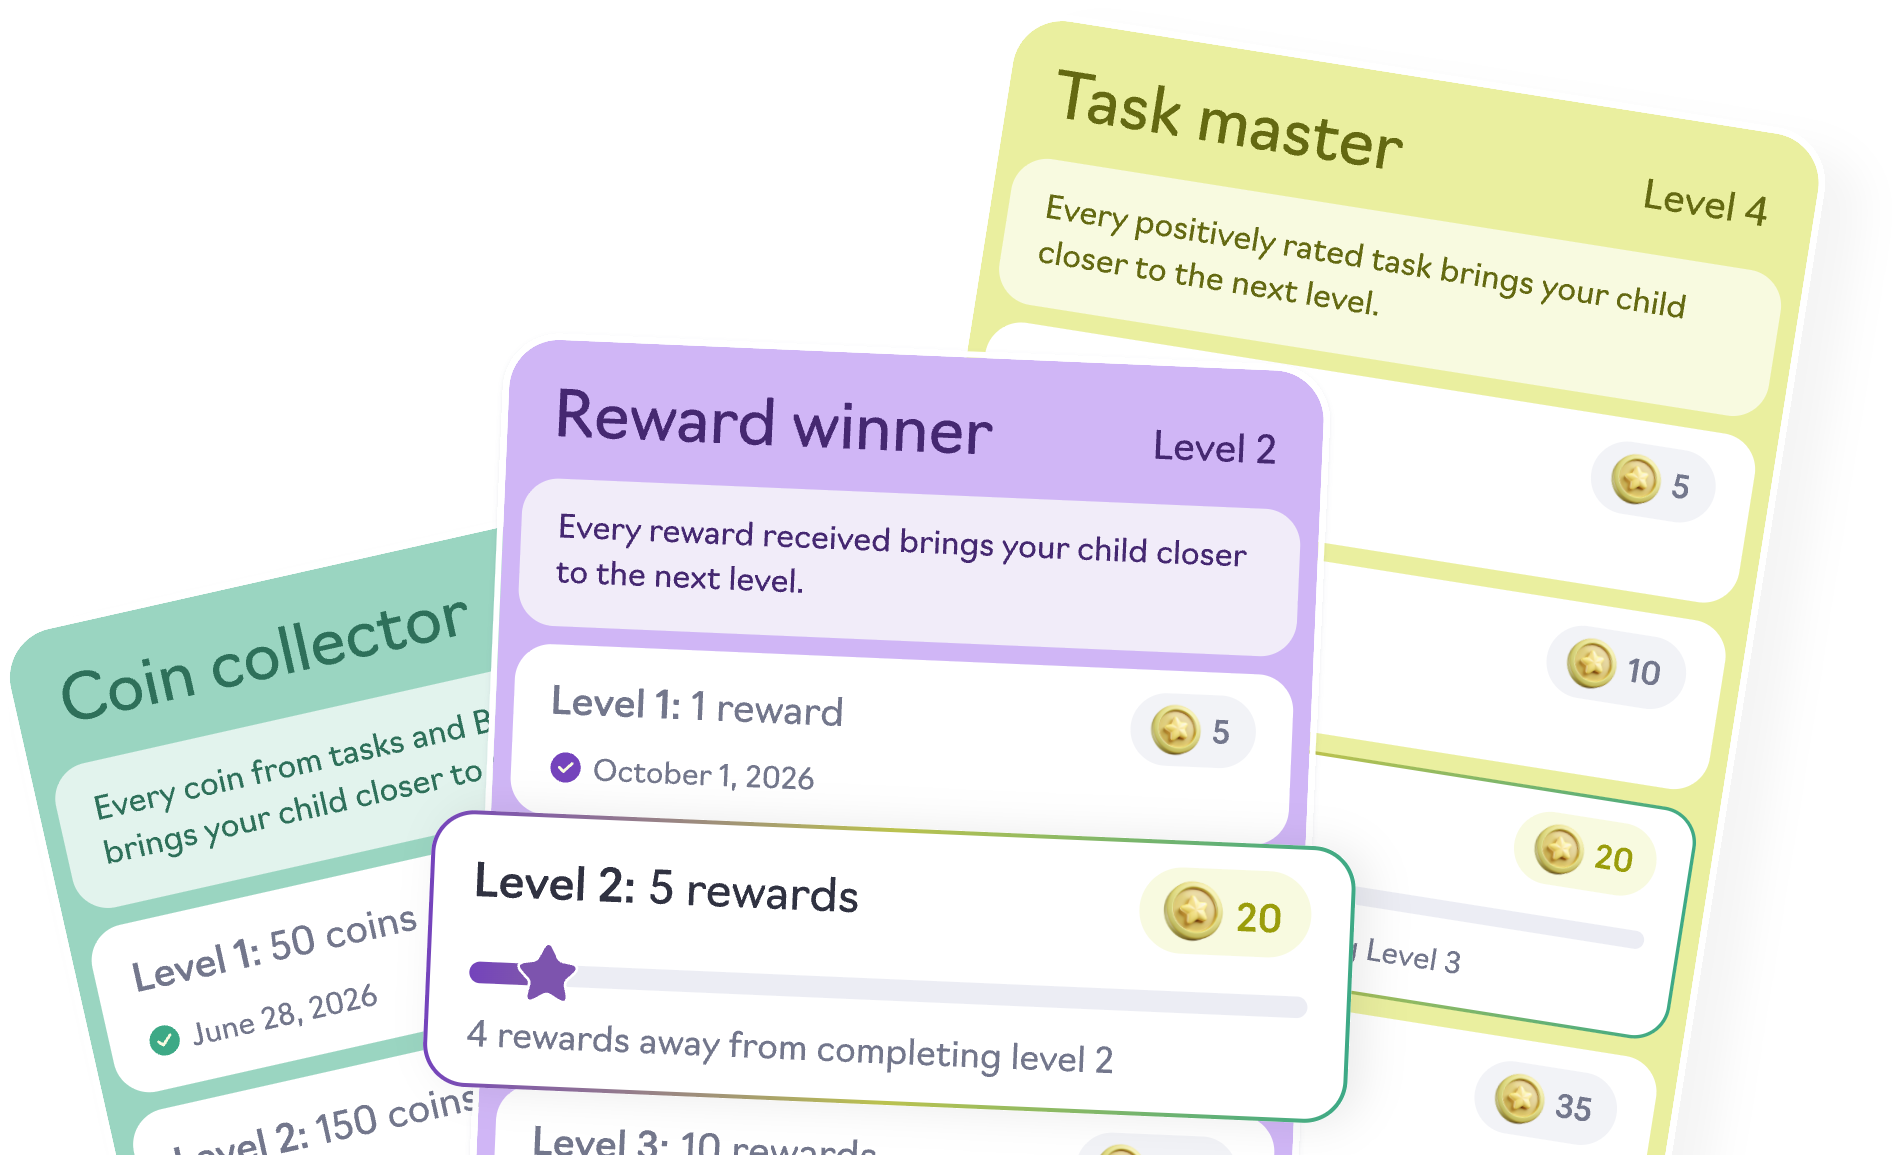 Task master
Level 4
Every positively rated task brings your child
closer to the next level.
5
10
20
Level 3
35
Reward winner
Level 2
Every reward received brings your child closer
to the next level.
Level 1: 1 reward
5
October 1, 2026
Level 2: 5 rewards
20
4 rewards away from completing level 2
Level 3: 10 rewards
Coin collector
Every coin from tasks and
brings your child closer to
Level 1: 50 coins
June 28, 2026
Level 2: 150 coins